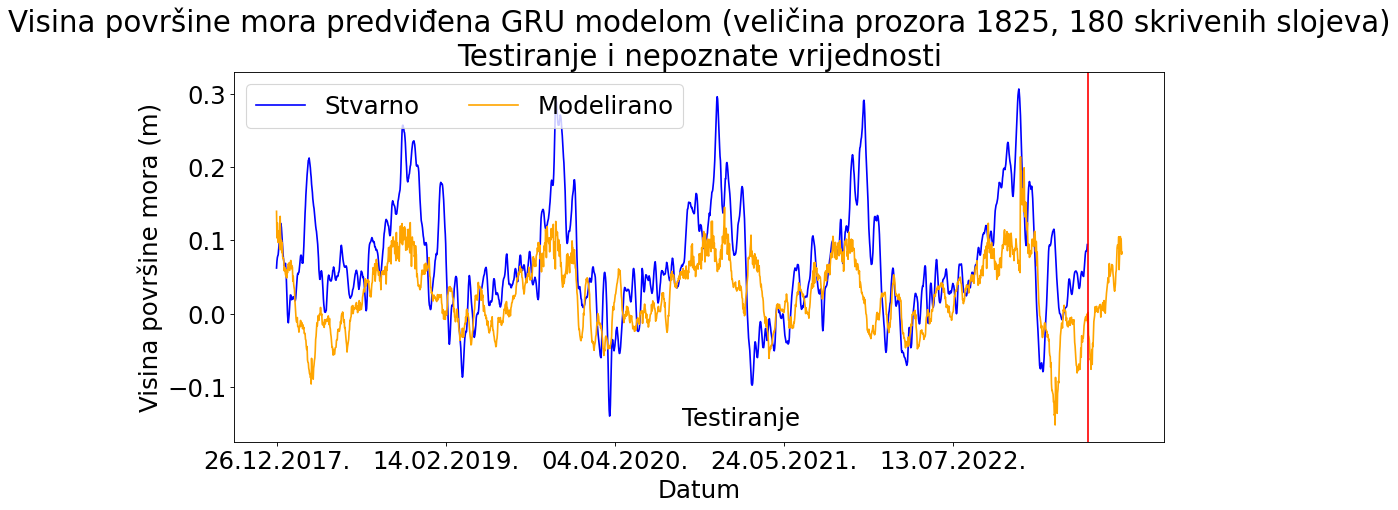 Visina površine mora predviđena GRU modelom (veličina prozora 1825, 180 skrivenih slojeva)
Testiranje i nepoznate vrijednosti
Stvarno
Modelirano
Visina površine mora (m)
0.3
0.2
0.1
0.0
−0.1
Testiranje
26.12.2017.
14.02.2019.
04.04.2020.
24.05.2021.
13.07.2022.
Datum